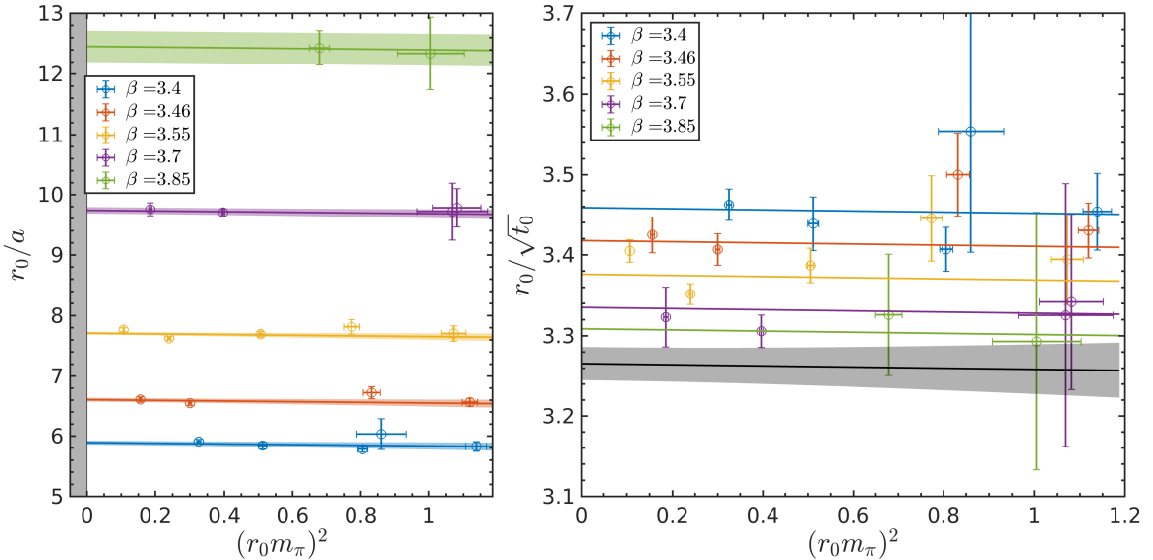 13
12
11
10
9
8
7
6
5
r₀/a
β =3.4
β =3.46
β =3.55
β =3.7
β =3.85
0
0.2
0.4
0.6
0.8
1
(r₀m_π)²
3.7
3.6
3.5
3.4
3.3
3.2
3.1
r₀/√t₀
β =3.4
β =3.46
β =3.55
β =3.7
β =3.85
0
0.2
0.4
0.6
0.8
1
1.2
(r₀m_π)²